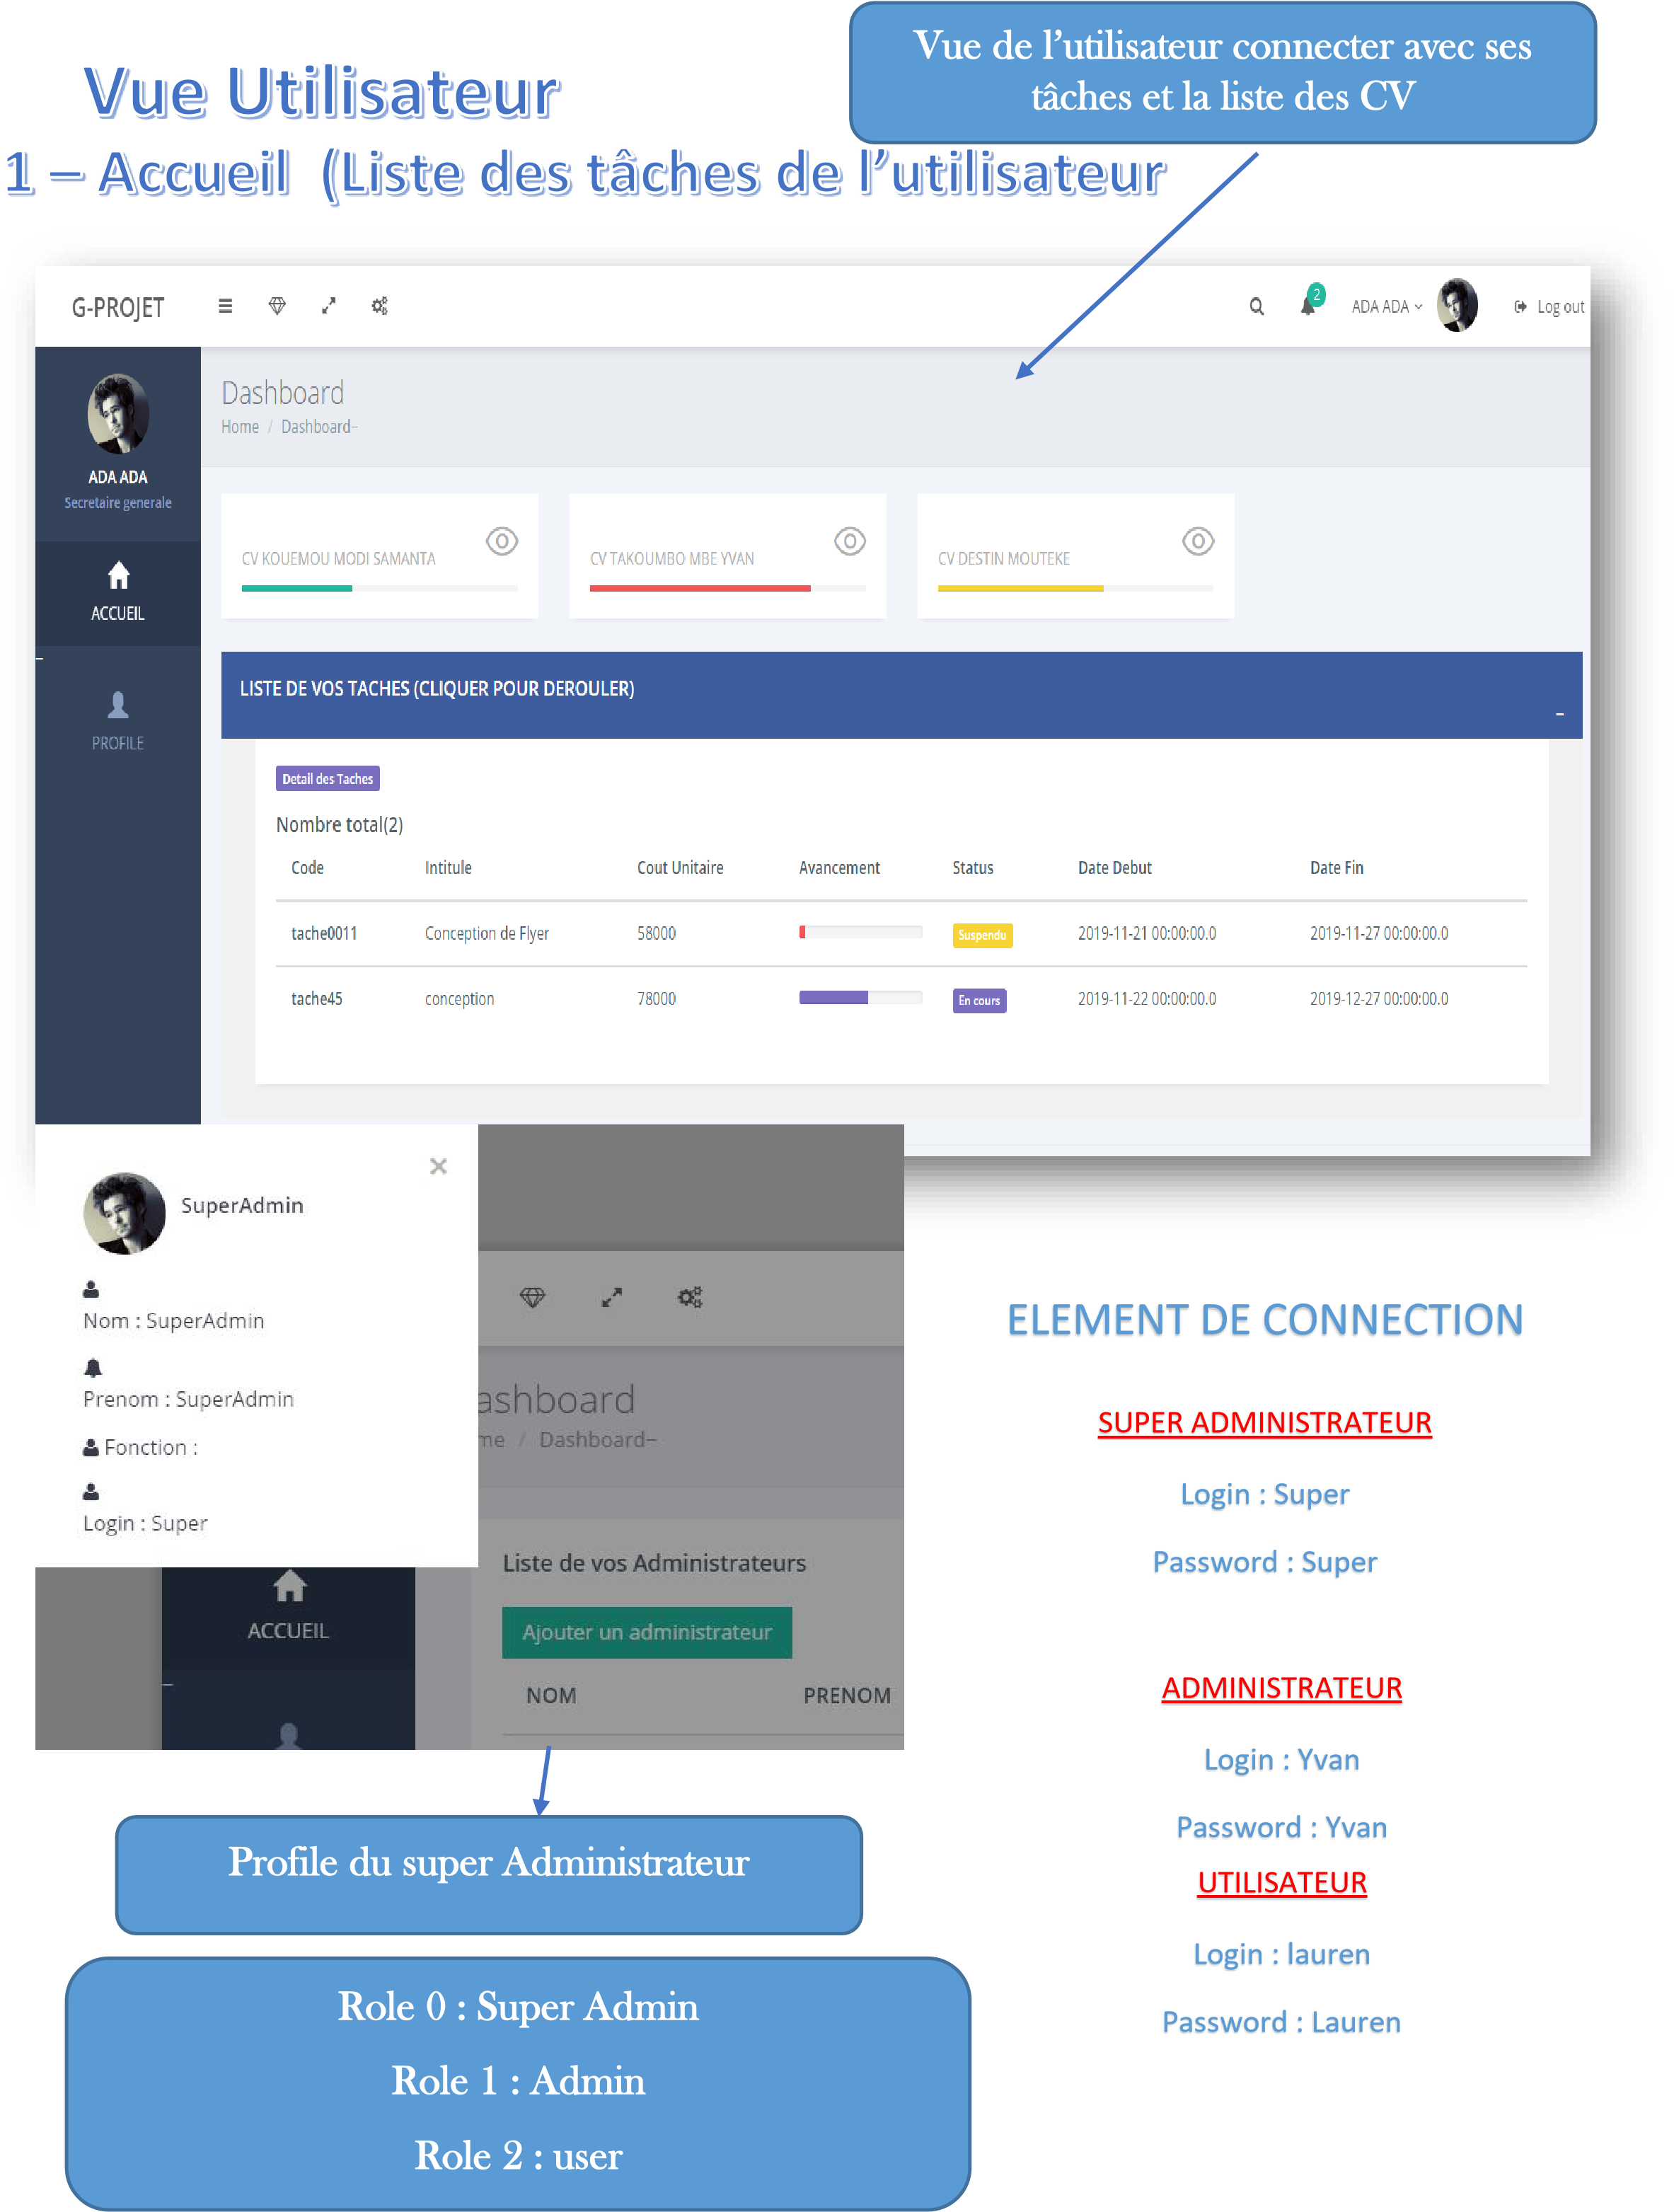 Vue de l'utilisateur connecter avec ses
tâches et la liste des CV
Vue Utilisateur
1 – Accueil (Liste des tâches de l'utilisateur
G-PROJET
2
ADA ADA
Log out
ADA ADA
Secretaire generale
ACCUEIL
PROFILE
Dashboard
Home / Dashboard–
CV KOUEMOU MODI SAMANTA
CV TAKOUMBO MBE YVAN
CV DESTIN MOUTEKE
LISTE DE VOS TACHES (CLIQUER POUR DEROULER)
Detail des Taches
Nombre total(2)
Code Intitule Cout Unitaire Avancement Status Date Debut Date Fin
tache0011 Conception de Flyer 58000 Suspendu 2019-11-21 00:00:00.0 2019-11-27 00:00:00.0
tache45 conception 78000 En cours 2019-11-22 00:00:00.0 2019-12-27 00:00:00.0
×
SuperAdmin
Nom : SuperAdmin
Prenom : SuperAdmin
Fonction :
Login : Super
ashboard
me / Dashboard–
Liste de vos Administrateurs
Ajouter un administrateur
NOM PRENOM
ACCUEIL
Profile du super Administrateur
Role 0 : Super Admin
Role 1 : Admin
Role 2 : user
ELEMENT DE CONNECTION
SUPER ADMINISTRATEUR
Login : Super
Password : Super
ADMINISTRATEUR
Login : Yvan
Password : Yvan
UTILISATEUR
Login : lauren
Password : Lauren